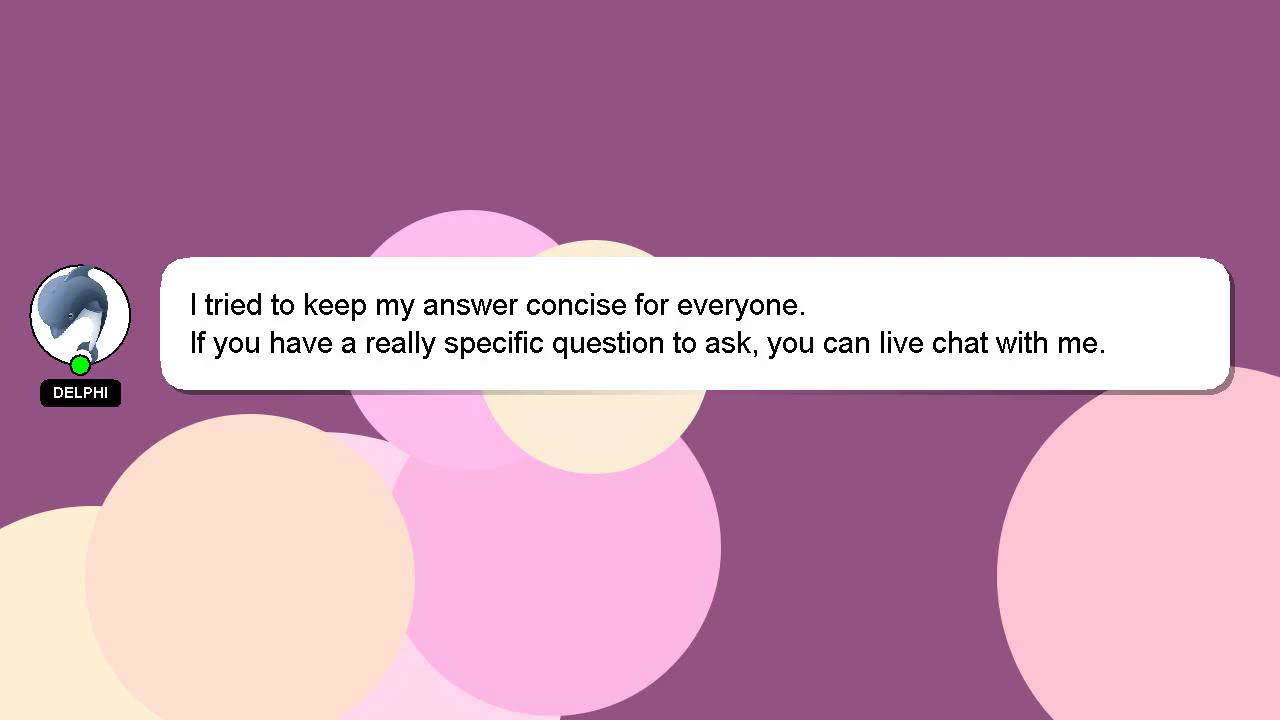 I tried to keep my answer concise for everyone.
If you have a really specific question to ask, you can live chat with me.
DELPHI